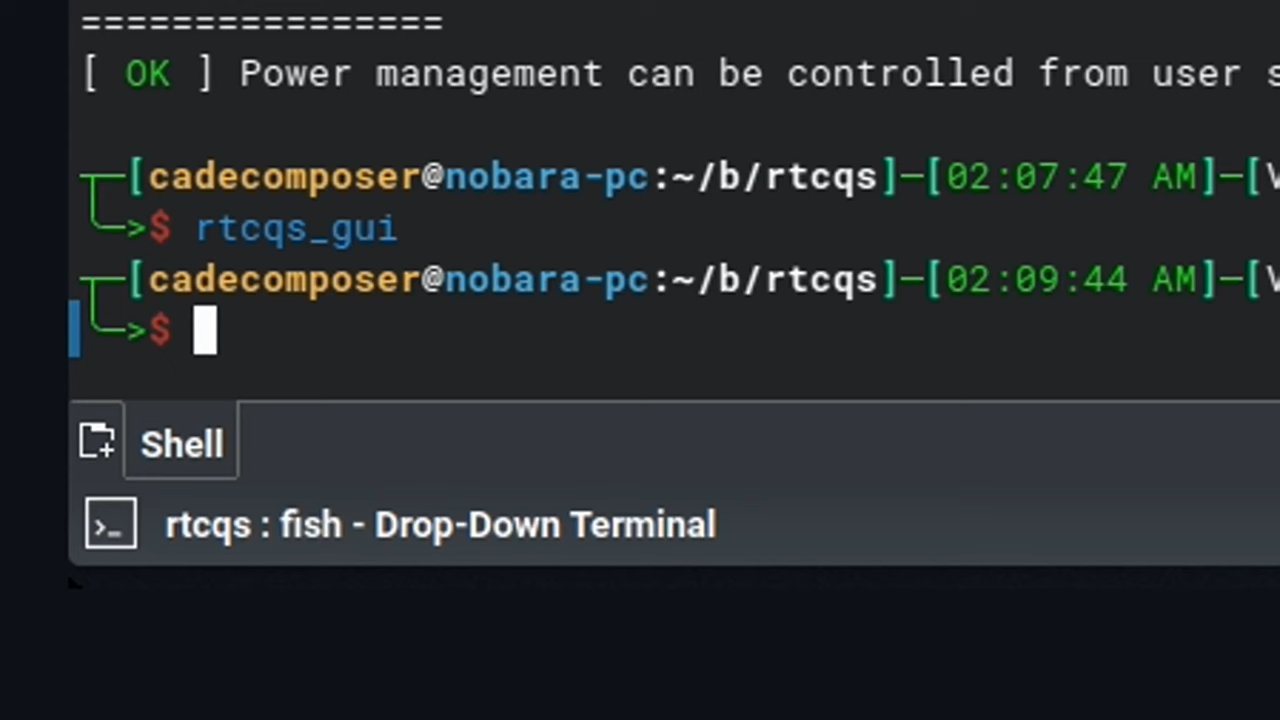 ================
[ OK ] Power management can be controlled from user s
┬─[cadecomposer@nobara-pc:~/b/rtcqs]─[02:07:47 AM]─[V
╰─>$ rtcqs_gui
┬─[cadecomposer@nobara-pc:~/b/rtcqs]─[02:09:44 AM]─[V
╰─>$
Shell
rtcqs : fish - Drop-Down Terminal